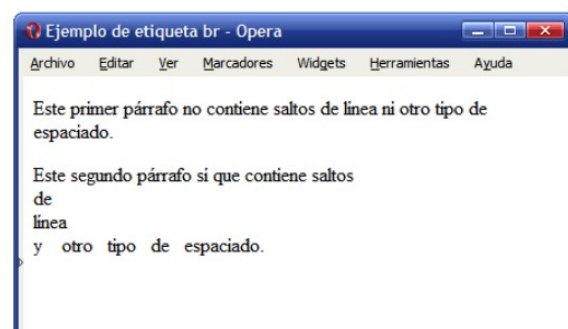 Ejemplo de etiqueta br - Opera
Archivo Editar Ver Marcadores Widgets Herramientas Ayuda
Este primer párrafo no contiene saltos de línea ni otro tipo de
espaciado.
Este segundo párrafo si que contiene saltos
de
línea
y otro tipo de espaciado.